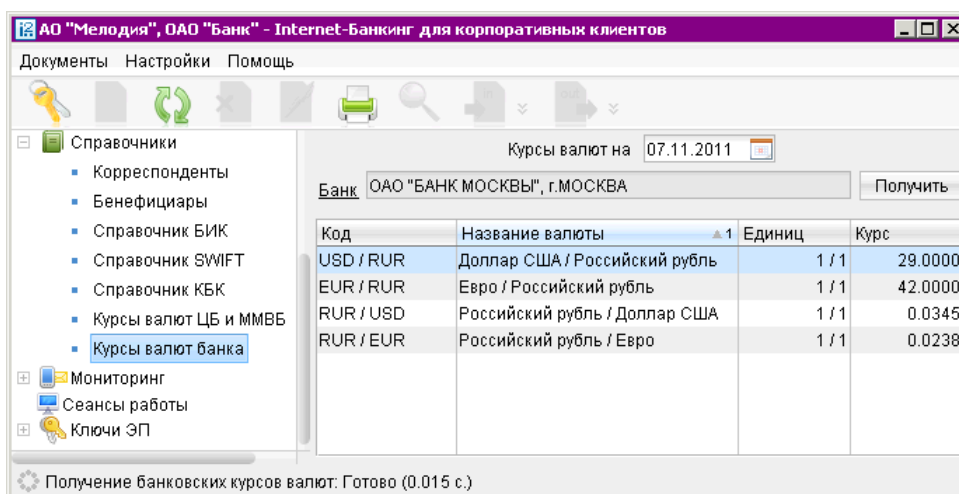 АО "Мелодия", ОАО "Банк" - Internet-Банкинг для корпоративных клиентов
Документы Настройки Помощь
in out
Справочники
Корреспонденты
Бенефициары
Справочник БИК
Справочник SWIFT
Справочник КБК
Курсы валют ЦБ и ММВБ
Курсы валют банка
Мониторинг
Сеансы работы
Ключи ЭП
Курсы валют на 07.11.2011
Банк ОАО "БАНК МОСКВЫ", г.МОСКВА Получить
Код Название валюты 1 Единиц Курс
USD / RUR Доллар США / Российский рубль 1 / 1 29.0000
EUR / RUR Евро / Российский рубль 1 / 1 42.0000
RUR / USD Российский рубль / Доллар США 1 / 1 0.0345
RUR / EUR Российский рубль / Евро 1 / 1 0.0238
Получение банковских курсов валют: Готово (0.015 с.)